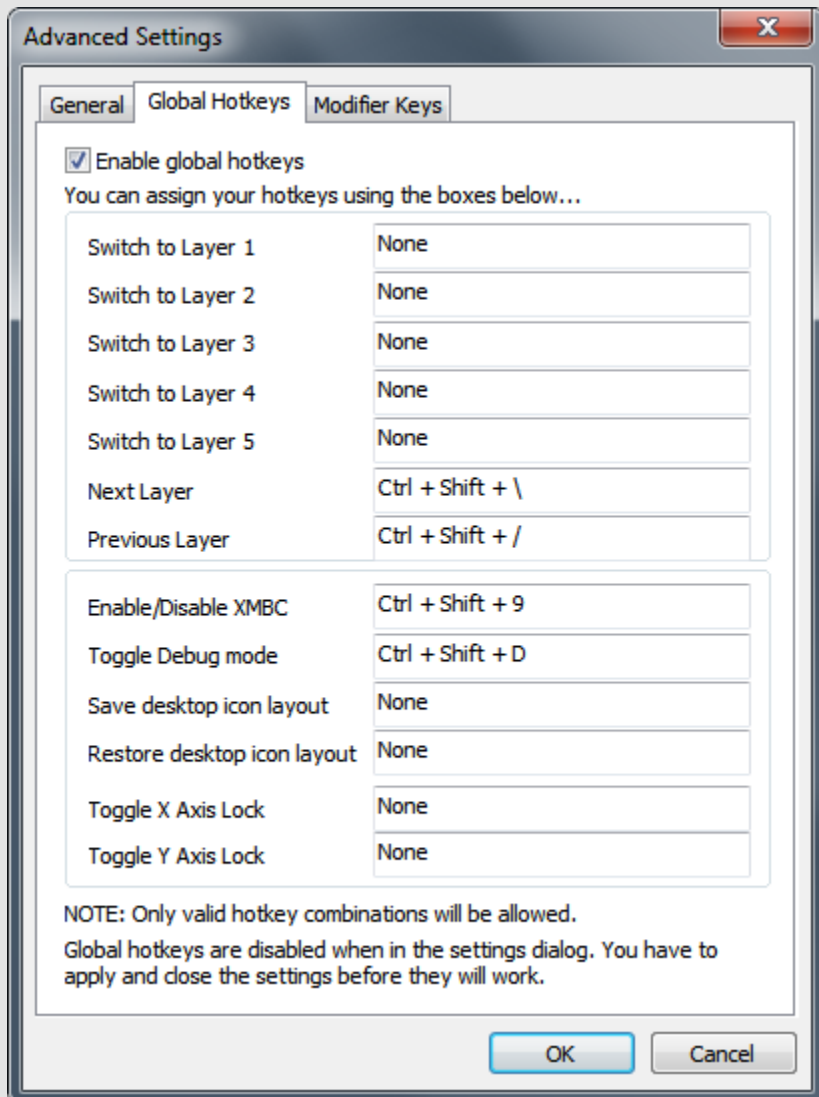 Advanced Settings
General Global Hotkeys Modifier Keys
Enable global hotkeys
You can assign your hotkeys using the boxes below...
Switch to Layer 1 None
Switch to Layer 2 None
Switch to Layer 3 None
Switch to Layer 4 None
Switch to Layer 5 None
Next Layer Ctrl + Shift + \
Previous Layer Ctrl + Shift + /
Enable/Disable XMBC Ctrl + Shift + 9
Toggle Debug mode Ctrl + Shift + D
Save desktop icon layout None
Restore desktop icon layout None
Toggle X Axis Lock None
Toggle Y Axis Lock None
NOTE: Only valid hotkey combinations will be allowed.
Global hotkeys are disabled when in the settings dialog. You have to
apply and close the settings before they will work.
OK Cancel